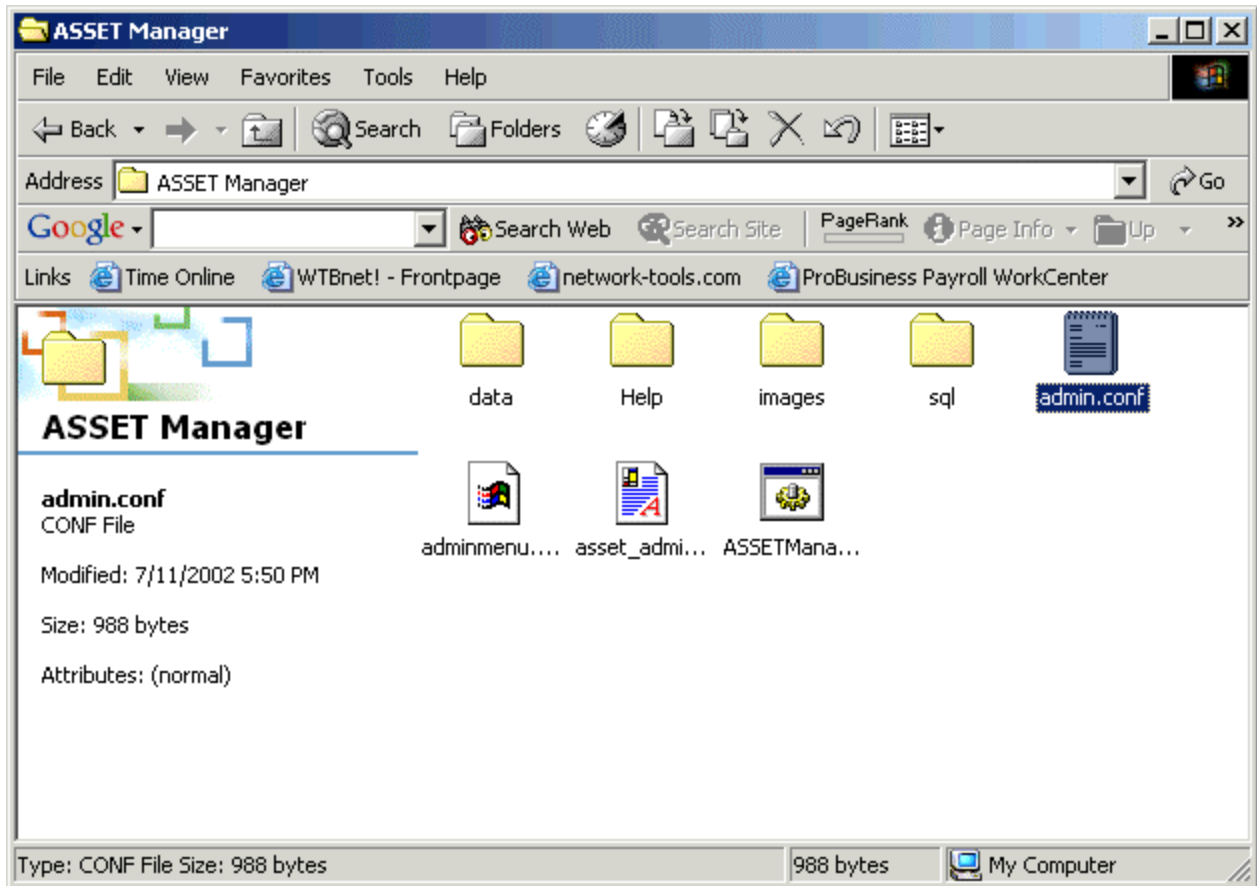 ASSET Manager
File Edit View Favorites Tools Help
Back Search Folders
Address ASSET Manager Go
Google Search Web Search Site PageRank Page Info Up »
Links Time Online WTBnet! - Frontpage network-tools.com ProBusiness Payroll WorkCenter
data Help images sql admin.conf
ASSET Manager
admin.conf
CONF File
adminmenu.... asset_admi... ASSETMana...
Modified: 7/11/2002 5:50 PM
Size: 988 bytes
Attributes: (normal)
Type: CONF File Size: 988 bytes 988 bytes My Computer